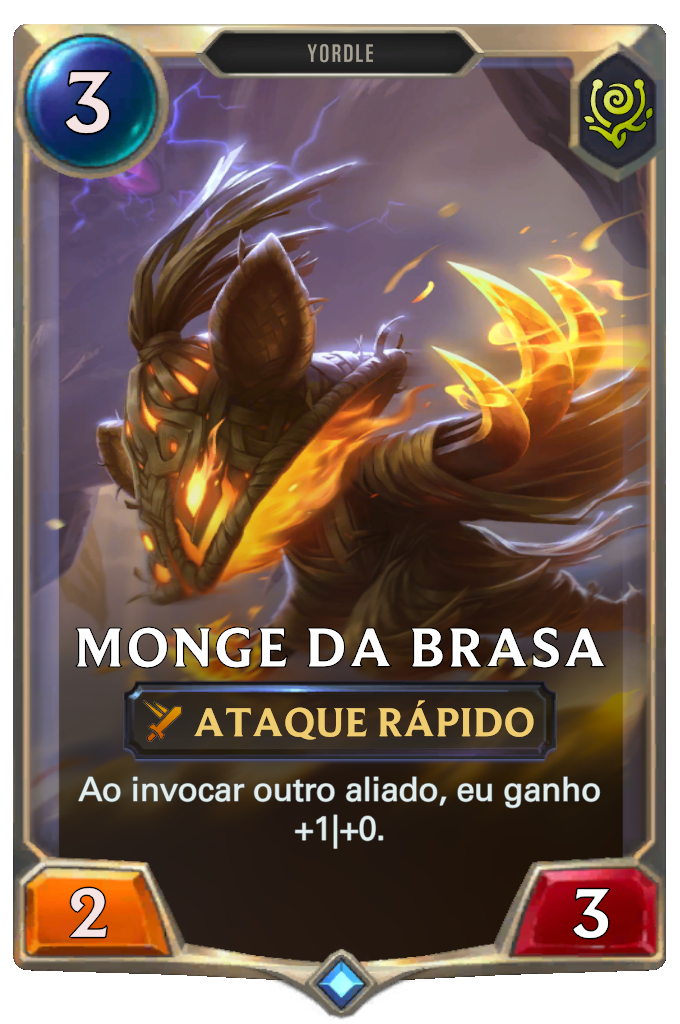 YORDLE
3
MONGE DA BRASA
ATAQUE RÁPIDO
Ao invocar outro aliado, eu ganho
+1|+0.
2
3